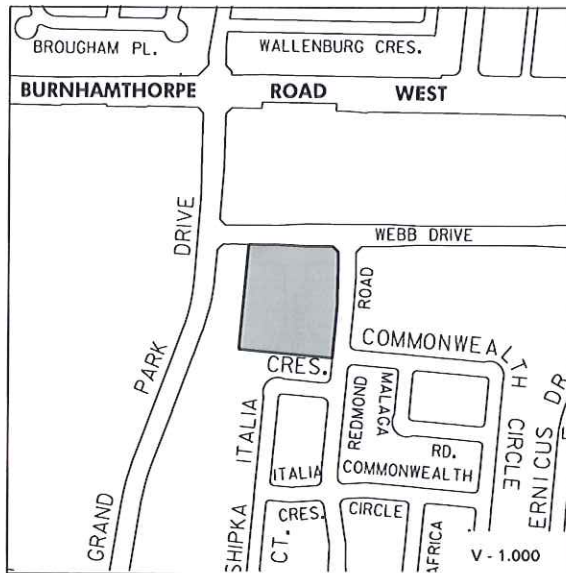 BROUGHAM PL.
WALLENBURG CRES.
BURNHAMTHORPE ROAD WEST
WEBB DRIVE
GRAND PARK DRIVE
REDMOND ROAD
COMMONWEALTH CIRCLE
CRES.
ITALIA
MALAGA RD.
ITALIA
COMMONWEALTH
CRES.
CIRCLE
SHIPKA
CT.
AFRICA
ERNICUS DR
V - 1.000